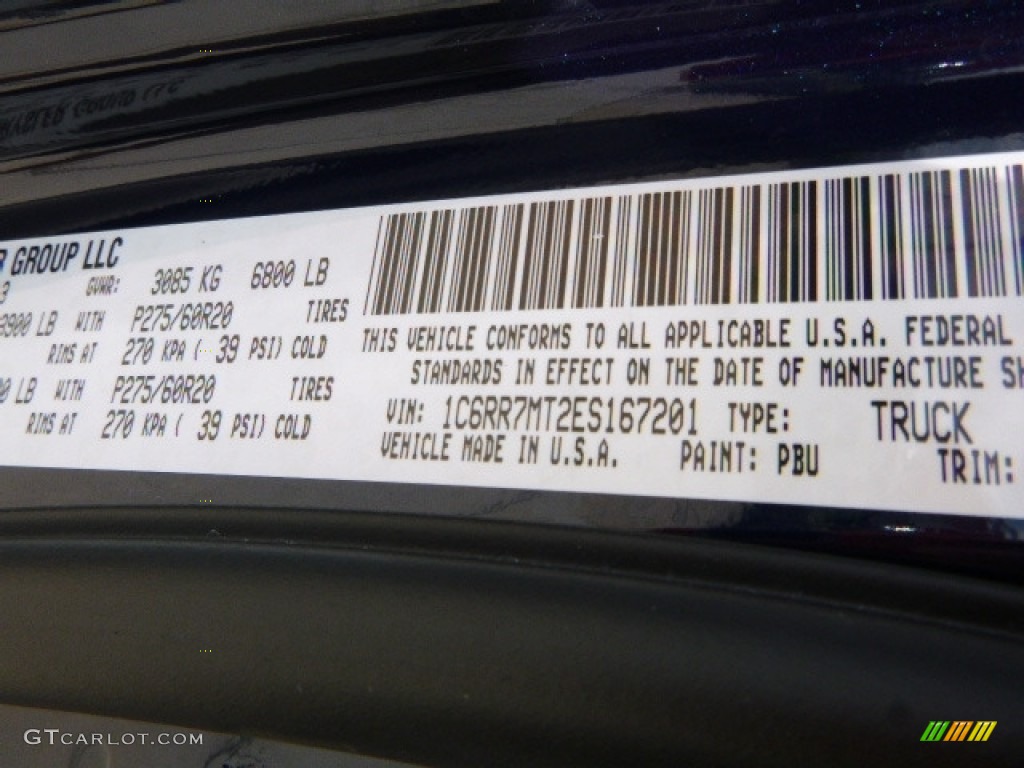 GROUP LLC
3 GVWR: 3085 KG 6800 LB
3900 LB WITH P275/60R20 TIRES
RIMS AT 270 KPA ( 39 PSI) COLD
LB WITH P275/60R20 TIRES
RIMS AT 270 KPA ( 39 PSI) COLD
THIS VEHICLE CONFORMS TO ALL APPLICABLE U.S.A. FEDERAL
STANDARDS IN EFFECT ON THE DATE OF MANUFACTURE SH
VIN: 1C6RR7MT2ES167201 TYPE: TRUCK
VEHICLE MADE IN U.S.A. PAINT: PBU TRIM:
GTCARLOT.COM